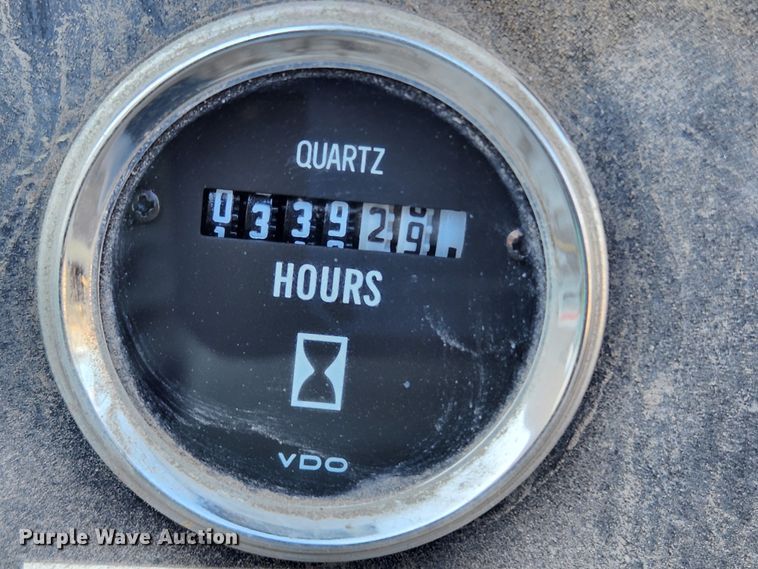 QUARTZ
033929
HOURS
VDO
Purple Wave Auction